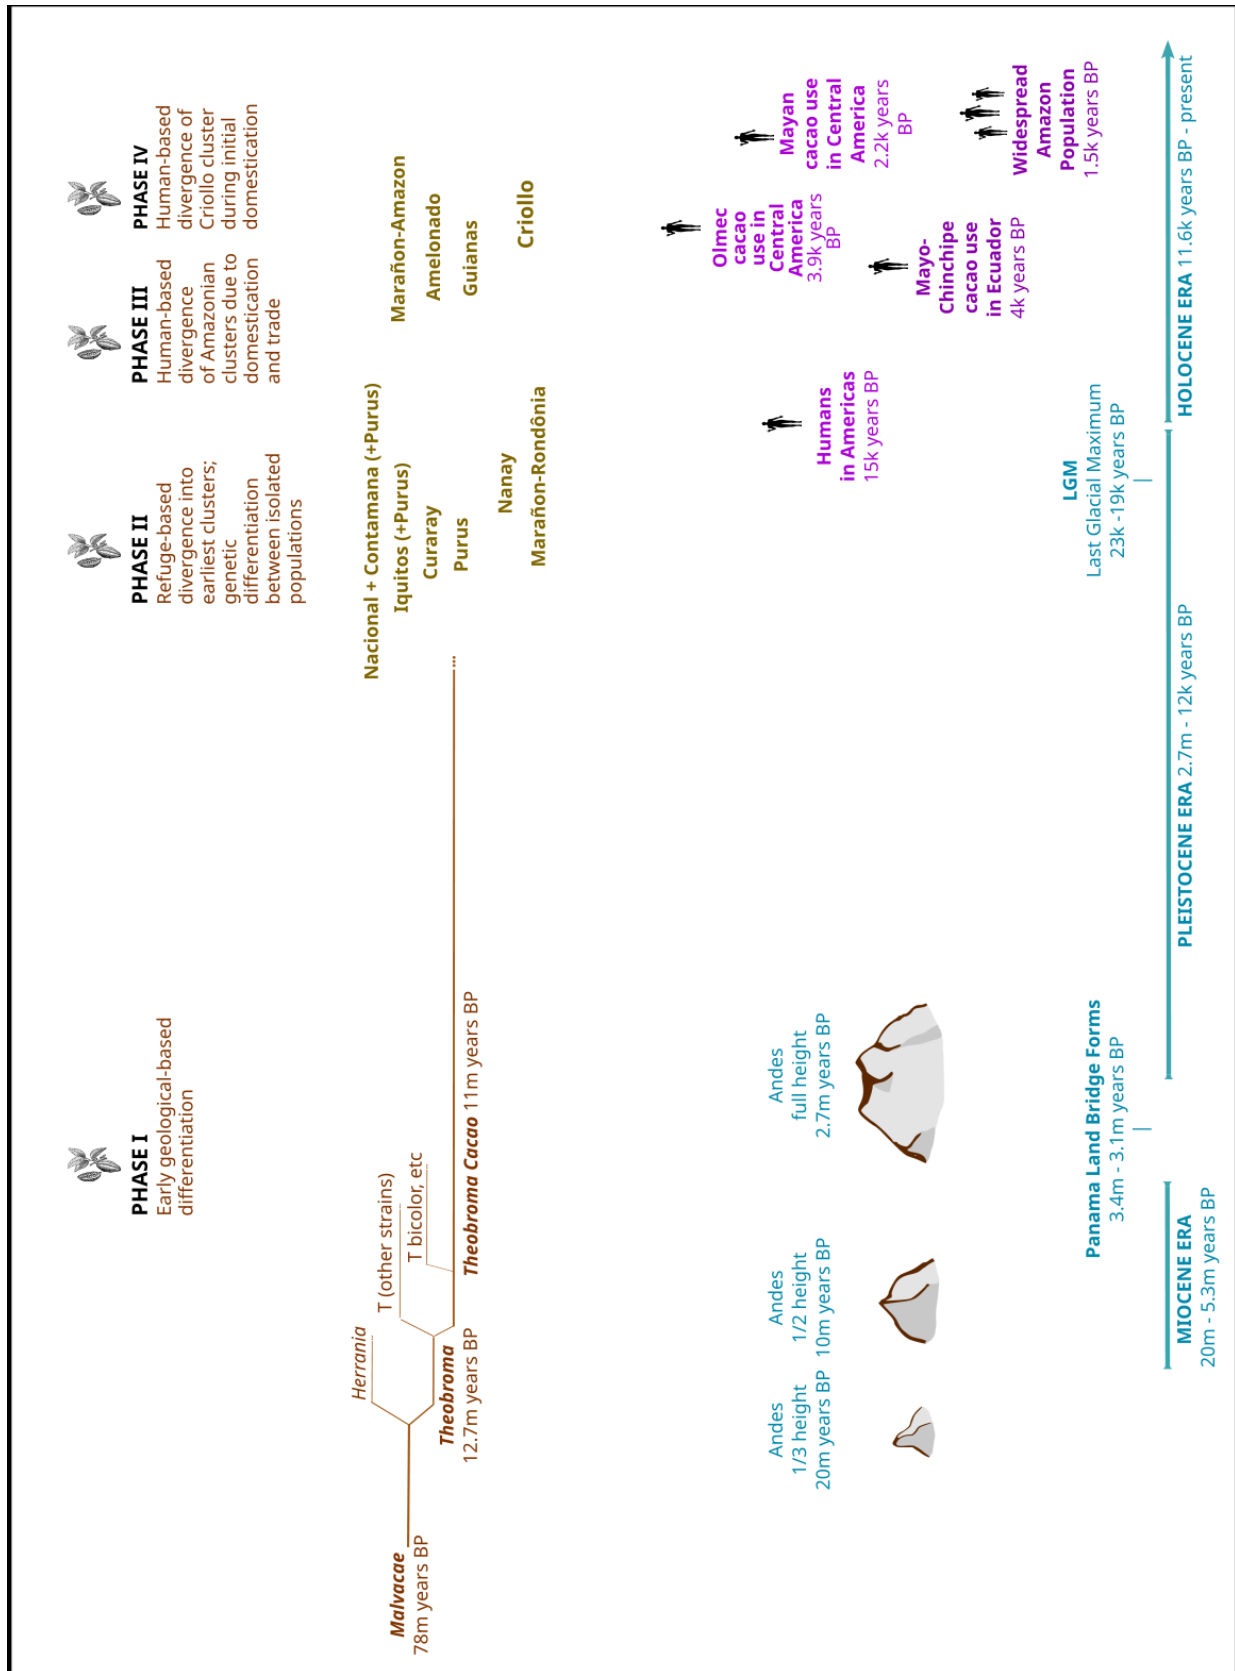 PHASE I
Early geological-based
differentiation
PHASE II
Refuge-based
divergence into
earliest clusters;
genetic
differentiation
between isolated
populations
PHASE III
Human-based
divergence
of Amazonian
clusters due to
domestication
and trade
PHASE IV
Human-based
divergence of
Criollo cluster
during initial
domestication
Malvacae
78m years BP
Herrania
Theobroma
12.7m years BP
T (other strains)
T bicolor, etc
Theobroma Cacao 11m years BP
...
Nacional + Contamana (+Purus)
Iquitos (+Purus)
Curaray
Purus
Nanay
Marañon-Rondônia
Marañon-Amazon
Amelonado
Guianas
Criollo
Andes
1/3 height
20m years BP
Andes
1/2 height
10m years BP
Andes
full height
2.7m years BP
Humans
in Americas
15k years BP
Olmec
cacao
use in
Central
America
3.9k years
BP
Mayo-
Chinchipe
cacao use
in Ecuador
4k years BP
Mayan
cacao use
in Central
America
2.2k years
BP
Widespread
Amazon
Population
1.5k years BP
Panama Land Bridge Forms
3.4m - 3.1m years BP
LGM
Last Glacial Maximum
23k -19k years BP
MIOCENE ERA
20m - 5.3m years BP
PLEISTOCENE ERA 2.7m - 12k years BP
HOLOCENE ERA 11.6k years BP - present